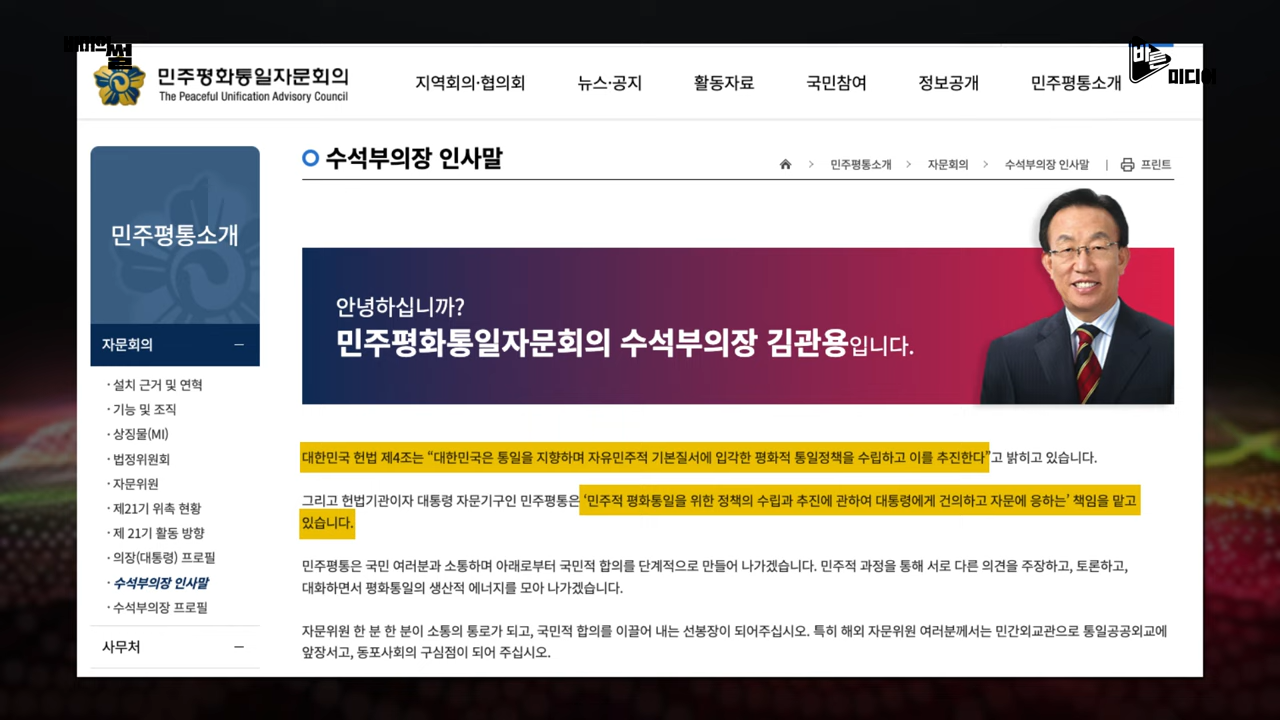 썰
바른
미디어
민주평화통일자문회의
The Peaceful Unification Advisory Council
지역회의·협의회
뉴스·공지
활동자료
국민참여
정보공개
민주평통소개
민주평통소개
자문회의
· 설치 근거 및 연혁
· 기능 및 조직
· 상징물(MI)
· 법정위원회
· 자문위원
· 제21기 위촉 현황
· 제 21기 활동 방향
· 의장(대통령) 프로필
· 수석부의장 인사말
· 수석부의장 프로필
사무처
수석부의장 인사말
민주평통소개 > 자문회의 > 수석부의장 인사말 | 프린트
안녕하십니까?
민주평화통일자문회의 수석부의장 김관용입니다.
대한민국 헌법 제4조는 “대한민국은 통일을 지향하며 자유민주적 기본질서에 입각한 평화적 통일정책을 수립하고 이를 추진한다”고 밝히고 있습니다.
그리고 헌법기관이자 대통령 자문기구인 민주평통은 ‘민주적 평화통일을 위한 정책의 수립과 추진에 관하여 대통령에게 건의하고 자문에 응하는’ 책임을 맡고
있습니다.
민주평통은 국민 여러분과 소통하며 아래로부터 국민적 합의를 단계적으로 만들어 나가겠습니다. 민주적 과정을 통해 서로 다른 의견을 주장하고, 토론하고,
대화하면서 평화통일의 생산적 에너지를 모아 나가겠습니다.
자문위원 한 분 한 분이 소통의 통로가 되고, 국민적 합의를 이끌어 내는 선봉장이 되어주십시오. 특히 해외 자문위원 여러분께서는 민간외교관으로 통일공공외교에
앞장서고, 동포사회의 구심점이 되어 주십시오.